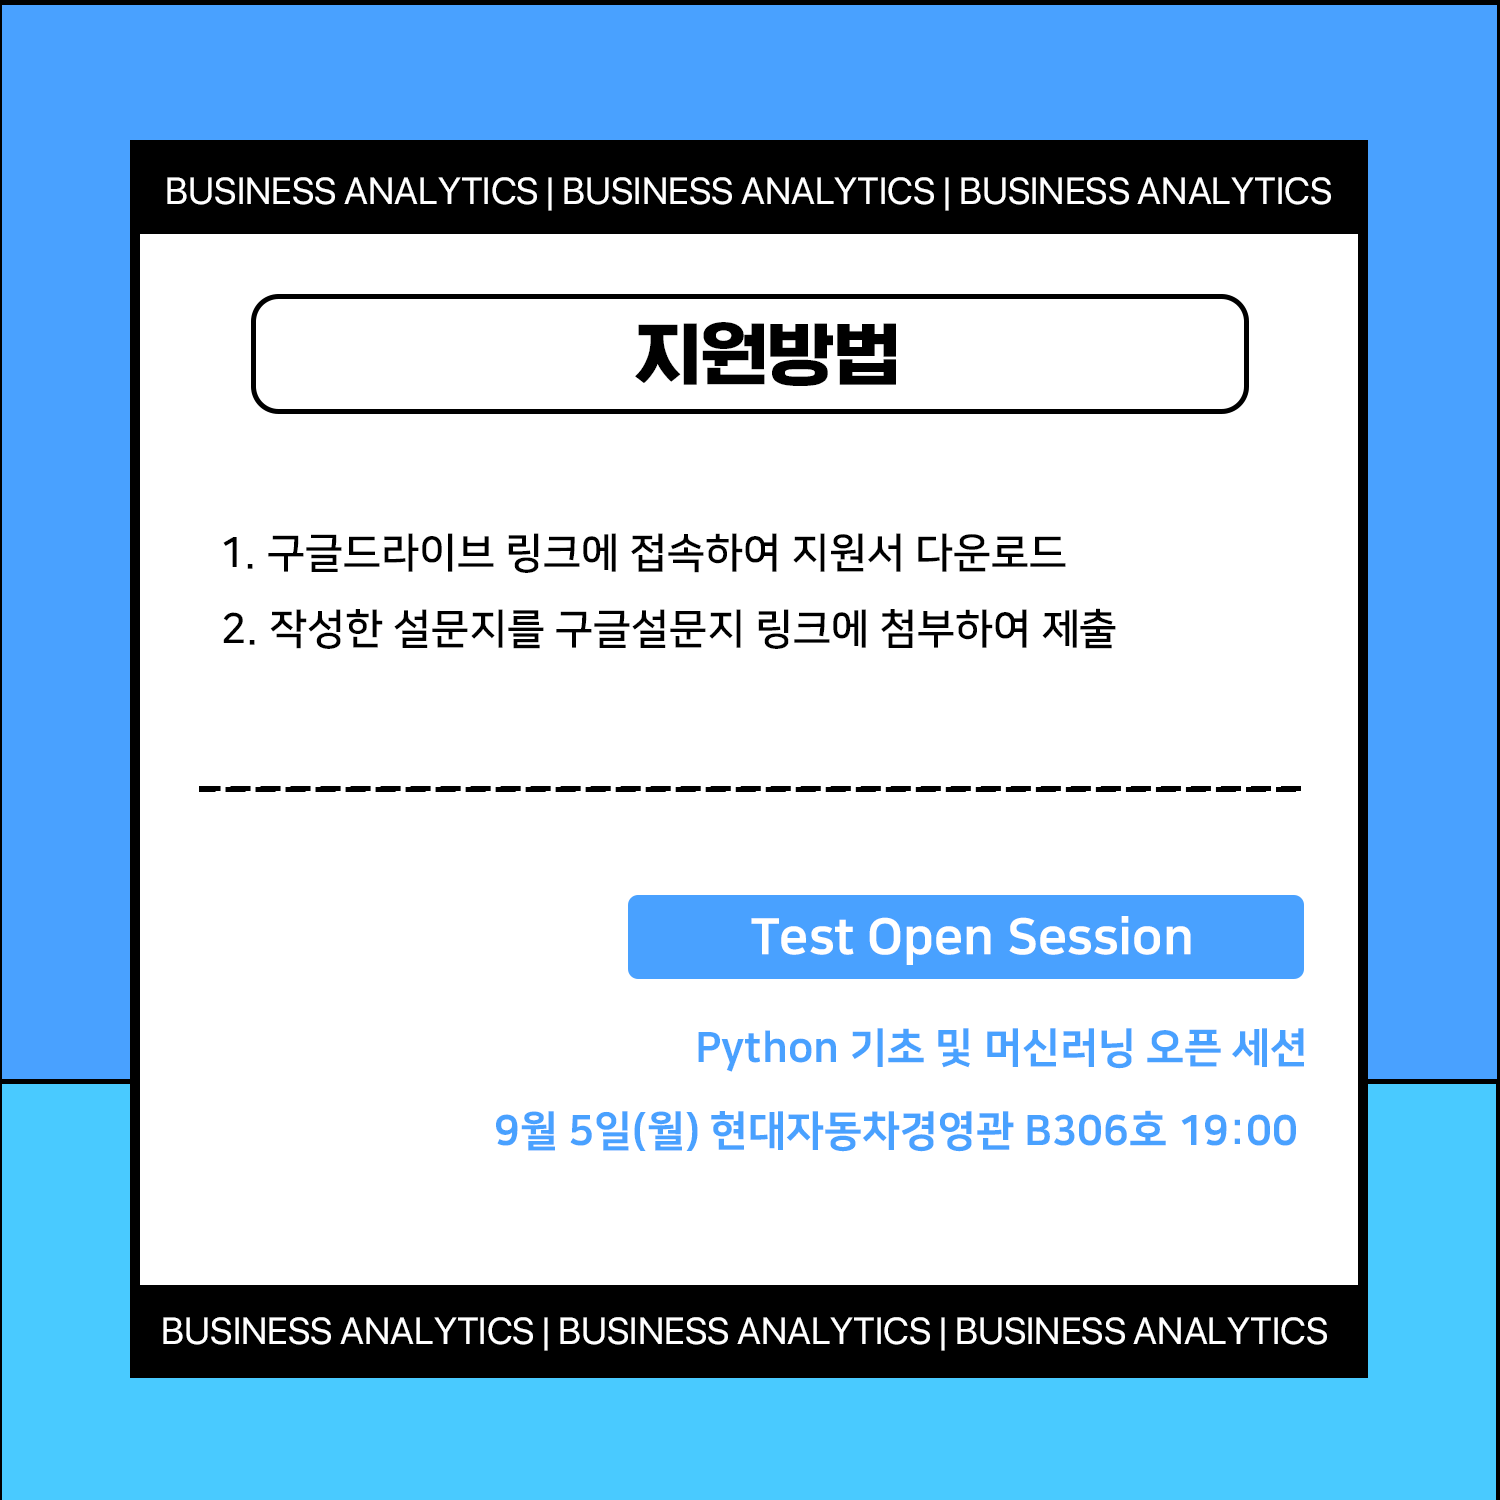 BUSINESS ANALYTICS | BUSINESS ANALYTICS | BUSINESS ANALYTICS
지원방법
1. 구글드라이브 링크에 접속하여 지원서 다운로드
2. 작성한 설문지를 구글설문지 링크에 첨부하여 제출
Test Open Session
Python 기초 및 머신러닝 오픈 세션
9월 5일(월) 현대자동차경영관 B306호 19:00
BUSINESS ANALYTICS | BUSINESS ANALYTICS | BUSINESS ANALYTICS